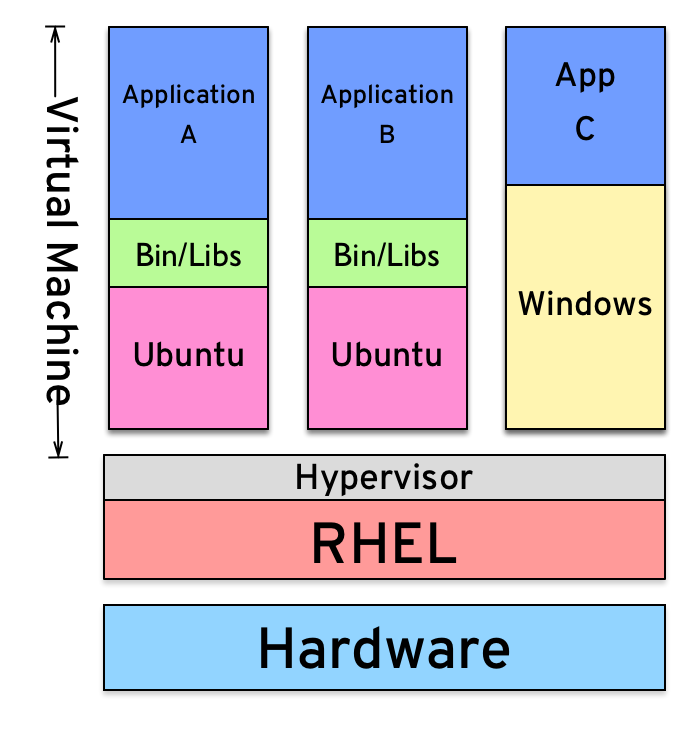 Virtual Machine
Application
A
Application
B
App
C
Bin/Libs
Bin/Libs
Ubuntu
Ubuntu
Windows
Hypervisor
RHEL
Hardware